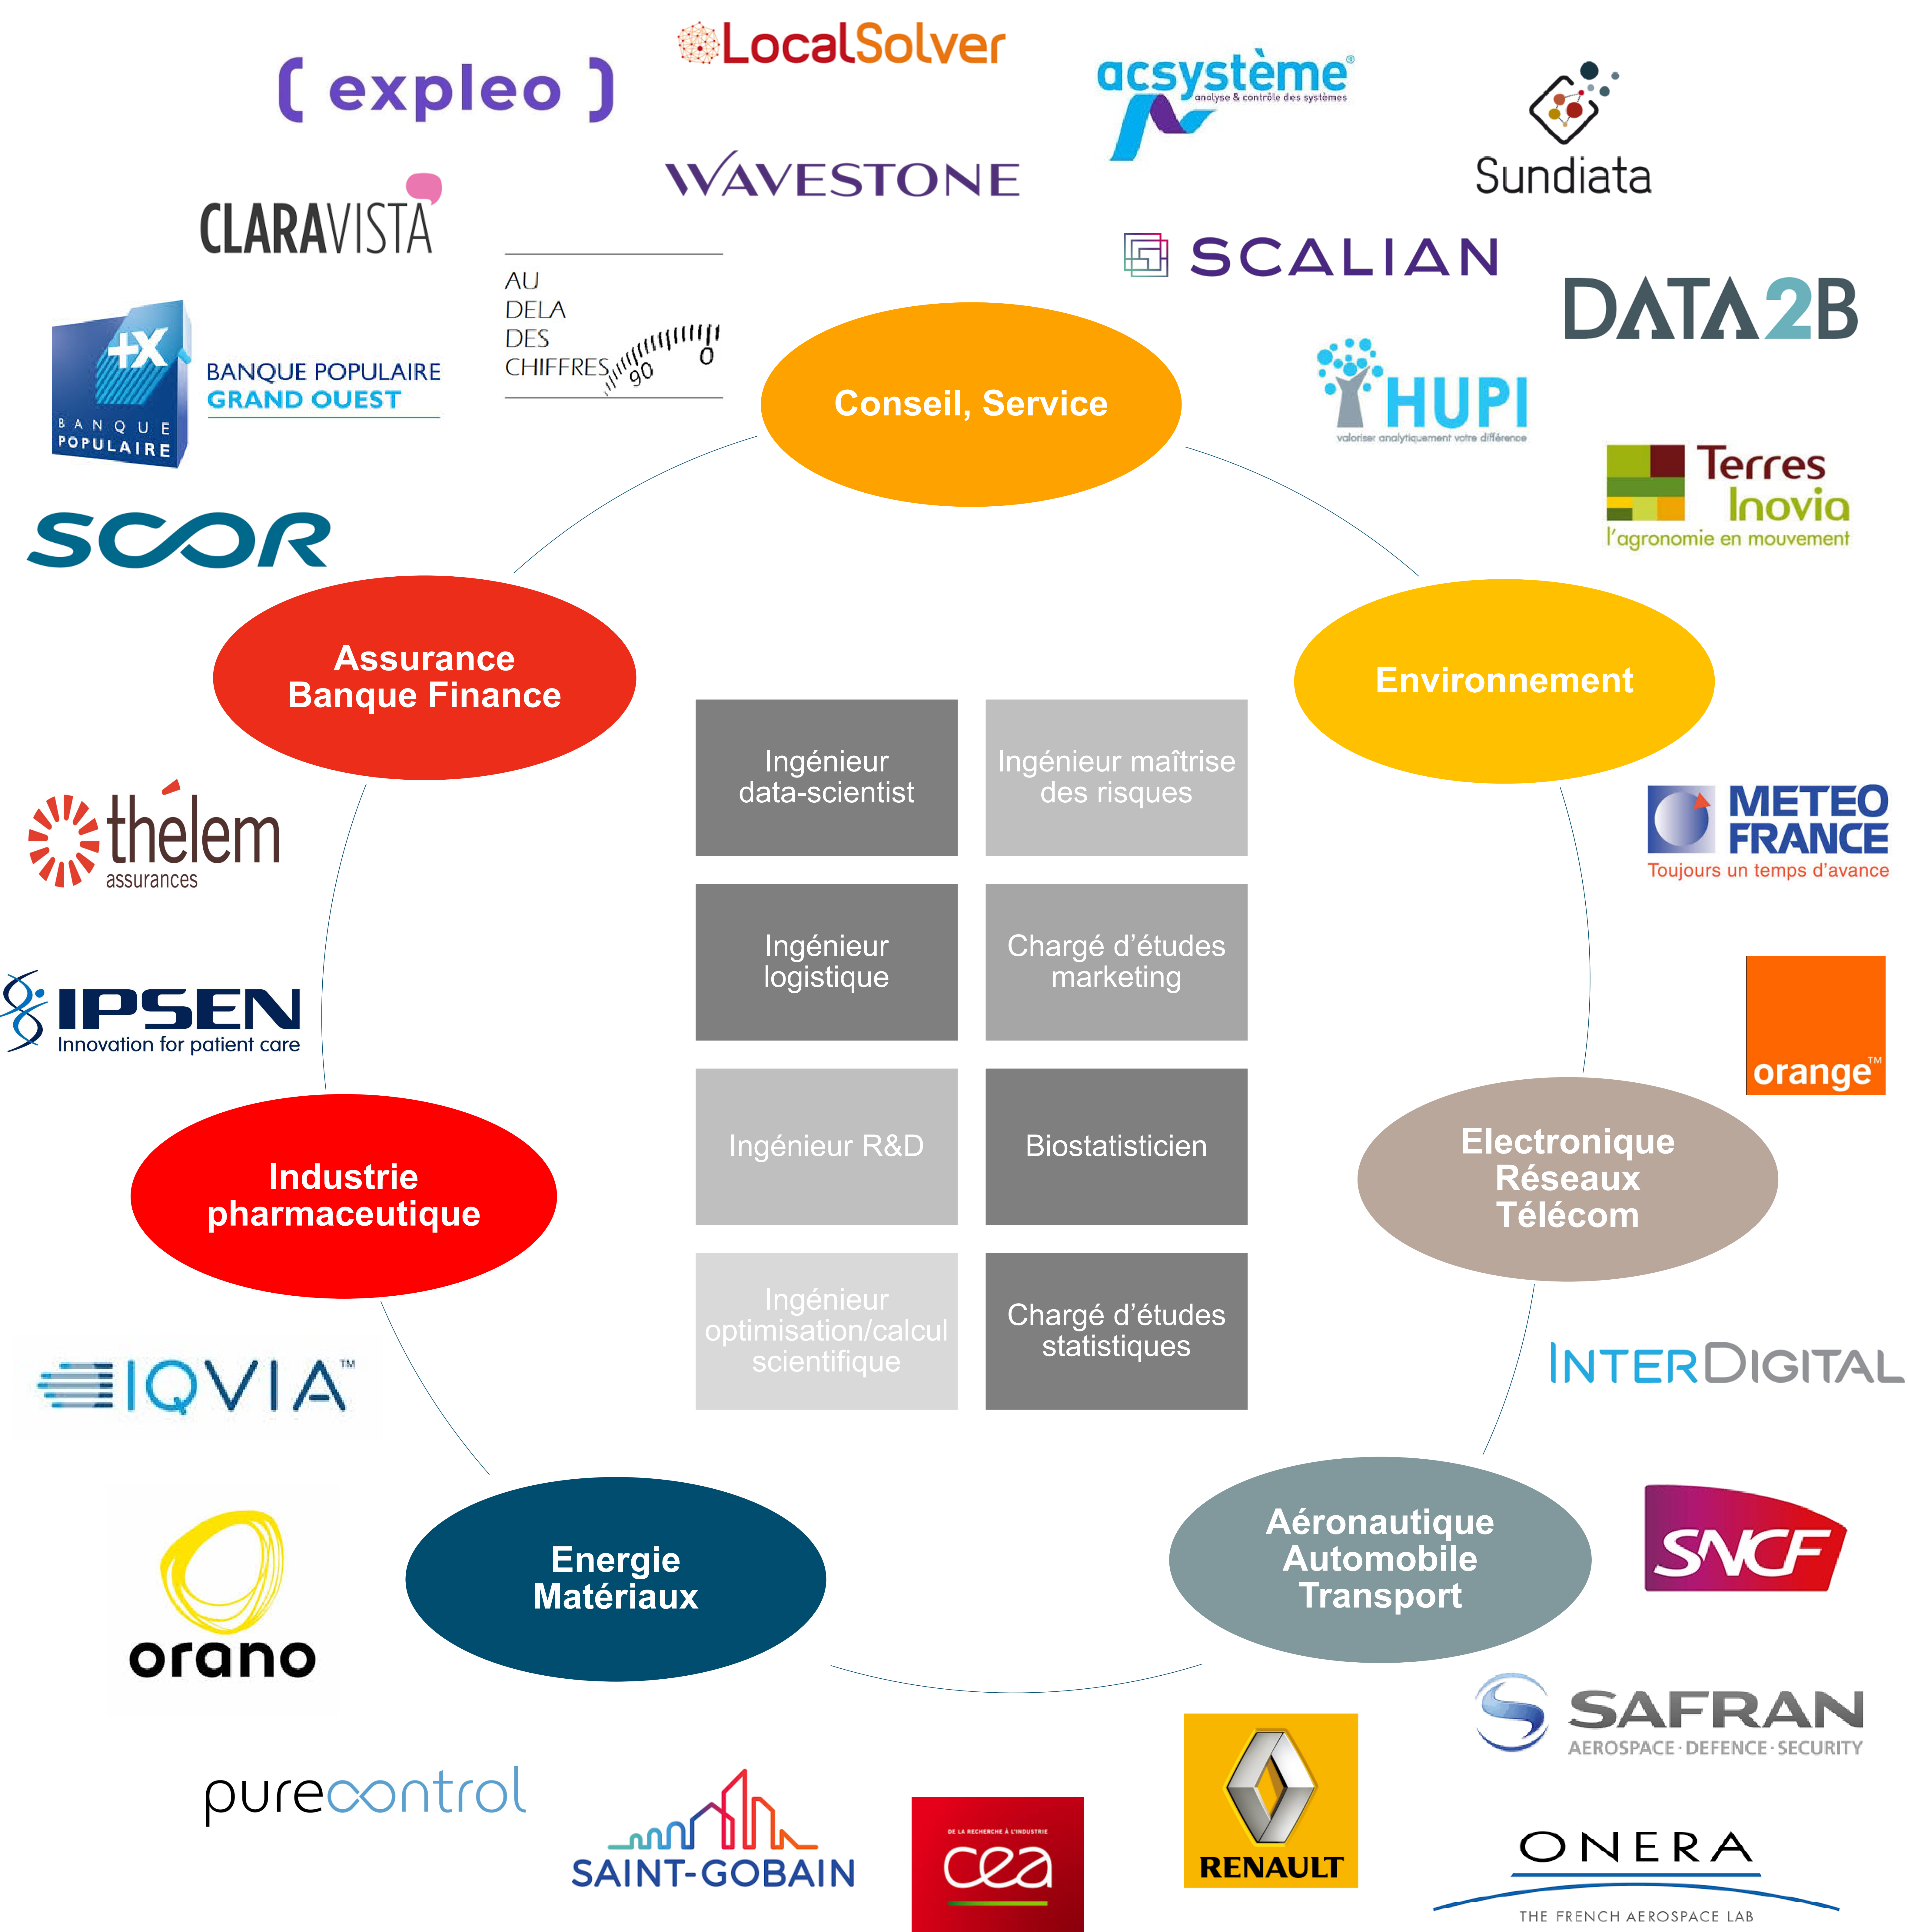 LocalSolver
( expleo )
acsystème®
analyse & contrôle des systèmes
Sundiata
WAVESTONE
CLARAVISTA
SCALIAN
AU
DELA
DES
CHIFFRES
90
0
DATA2B
+X
BANQUE
POPULAIRE
BANQUE POPULAIRE
GRAND OUEST
Conseil, Service
HUPI
valoriser analytiquement votre différence
Terres
Inovia
l'agronomie en mouvement
SCOR
Assurance
Banque Finance
Environnement
Ingénieur
data-scientist
Ingénieur maîtrise
des risques
thélem
assurances
METEO
FRANCE
Toujours un temps d'avance
Ingénieur
logistique
Chargé d'études
marketing
IPSEN
Innovation for patient care
orange™
Ingénieur R&D
Biostatisticien
Electronique
Réseaux
Télécom
Industrie
pharmaceutique
Ingénieur
optimisation/calcul
scientifique
Chargé d'études
statistiques
IQVIA™
INTERDIGITAL
Energie
Matériaux
Aéronautique
Automobile
Transport
SNCF
orano
SAFRAN
AEROSPACE · DEFENCE · SECURITY
purecontrol
SAINT-GOBAIN
DE LA RECHERCHE À L'INDUSTRIE
cea
RENAULT
ONERA
THE FRENCH AEROSPACE LAB